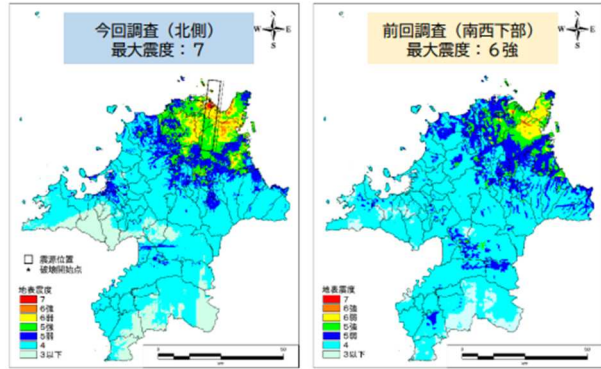 今回調査（北側）
最大震度：７
N
W
E
S
震源位置
破壊開始点
地表震度
7
6強
6弱
5強
5弱
4
3以下
前回調査（南西下部）
最大震度：６強
N
W
E
S
地表震度
7
6強
6弱
5強
5弱
4
3以下